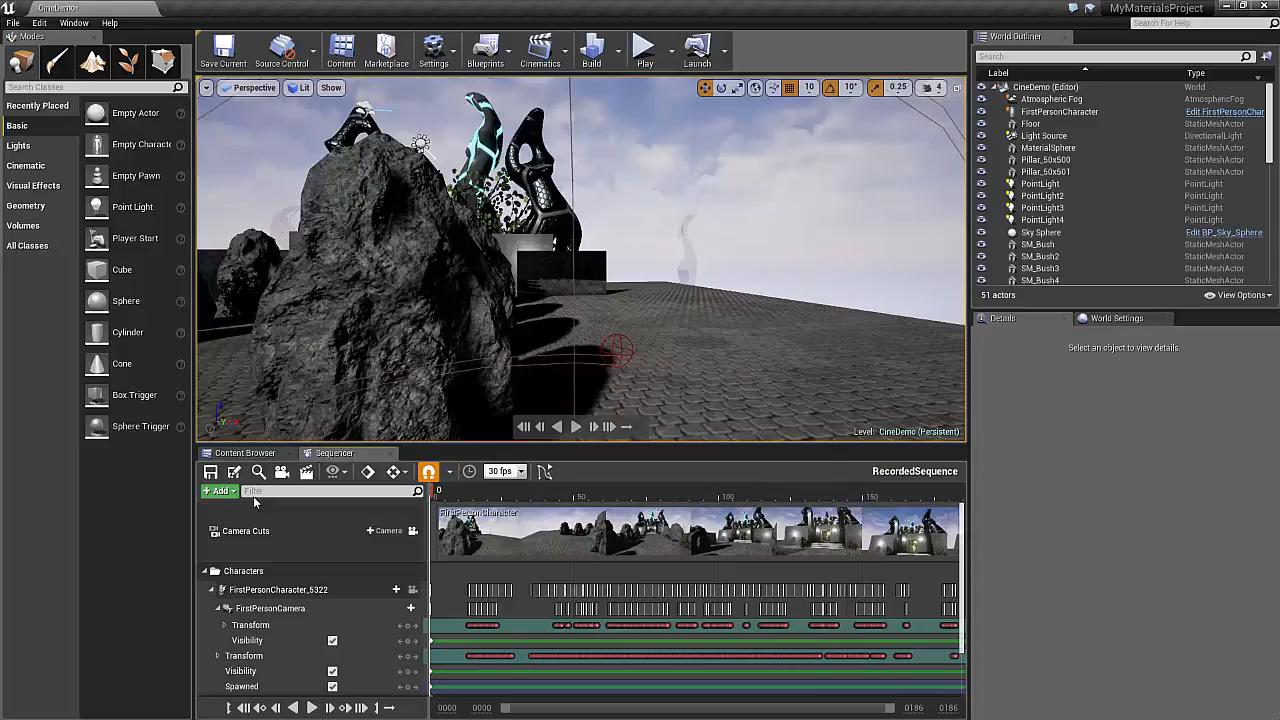 CineDemo*
MyMaterialsProject
File Edit Window Help
Search For Help
Modes
World Outliner
Save Current Source Control Content Marketplace Settings Blueprints Cinematics Build Play Launch
Search
Label Type
Search Classes
Perspective Lit Show 10 10° 0.25 4
CineDemo (Editor) World
Atmospheric Fog AtmosphericFog
FirstPersonCharacter Edit FirstPersonChar
Floor StaticMeshActor
Light Source DirectionalLight
MaterialSphere StaticMeshActor
Pillar_50x500 StaticMeshActor
Pillar_50x501 StaticMeshActor
PointLight PointLight
PointLight2 PointLight
PointLight3 PointLight
PointLight4 PointLight
Sky Sphere Edit BP_Sky_Sphere
SM_Bush StaticMeshActor
SM_Bush2 StaticMeshActor
SM_Bush3 StaticMeshActor
SM_Bush4 StaticMeshActor
51 actors View Options
Recently Placed
Basic
Lights
Cinematic
Visual Effects
Geometry
Volumes
All Classes
Empty Actor
Empty Characte
Empty Pawn
Point Light
Player Start
Cube
Sphere
Cylinder
Cone
Box Trigger
Sphere Trigger
Details World Settings
Select an object to view details.
Level: CineDemo (Persistent)
Content Browser Sequencer
30 fps RecordedSequence
+ Add Filter
0
50 100 150
FirstPersonCharacter
Camera Cuts + Camera
Characters
FirstPersonCharacter_5322
FirstPersonCamera
Transform
Visibility
Transform
Visibility
Spawned
0000 0000 0186 0186